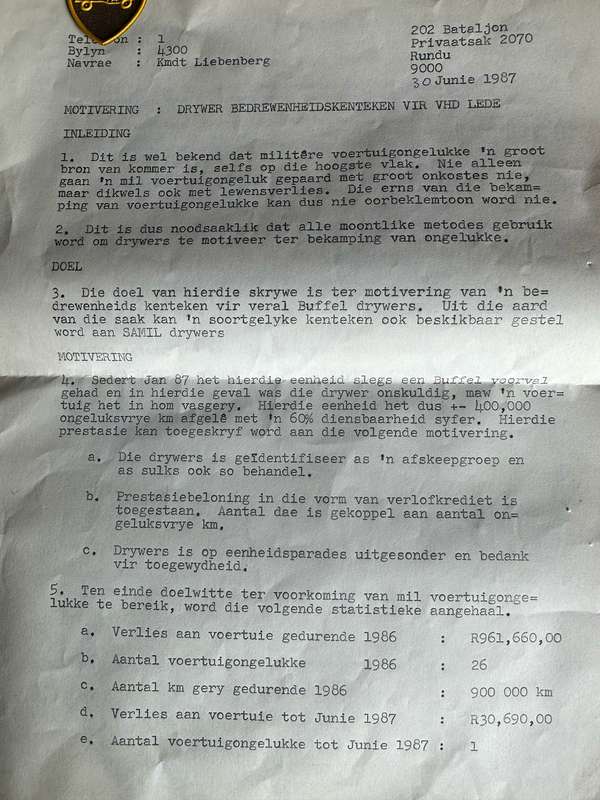 Telefoon : 1
Bylyn : 4300
Navrae : Kmdt Liebenberg
202 Bataljon
Privaatsak 2070
Rundu
9000
30 Junie 1987
MOTIVERING : DRYWER BEDREWENHEIDSKENTEKEN VIR VHD LEDE
INLEIDING
1. Dit is wel bekend dat militêre voertuigongelukke 'n groot
bron van kommer is, selfs op die hoogste vlak. Nie alleen
gaan 'n mil voertuigongeluk gepaard met groot onkostes nie,
maar dikwels ook met lewensverlies. Die erns van die bekam=
ping van voertuigongelukke kan dus nie oorbeklemtoon word nie.
2. Dit is dus noodsaaklik dat alle moontlike metodes gebruik
word om drywers te motiveer ter bekamping van ongelukke.
DOEL
3. Die doel van hierdie skrywe is ter motivering van 'n be=
drewenheids kenteken vir veral Buffel drywers. Uit die aard
van die saak kan 'n soortgelyke kenteken ook beskikbaar gestel
word aan SAMIL drywers
MOTIVERING
4. Sedert Jan 87 het hierdie eenheid slegs een Buffel voorval
gehad en in hierdie geval was die drywer onskuldig, maw 'n voer=
tuig het in hom vasgery. Hierdie eenheid het dus +- 400,000
ongeluksvrye km afgelê met 'n 60% diensbaarheid syfer. Hierdie
prestasie kan toegeskryf word aan die volgende motivering.
a. Die drywers is geïdentifiseer as 'n afskeepgroep en
as sulks ook so behandel.
b. Prestasiebeloning in die vorm van verlofkrediet is
toegestaan. Aantal dae is gekoppel aan aantal on=
geluksvrye km.
c. Drywers is op eenheidsparades uitgesonder en bedank
vir toegewydheid.
5. Ten einde doelwitte ter voorkoming van mil voertuitgonge=
lukke te bereik, word die volgende statistieke aangehaal.
a. Verlies aan voertuie gedurende 1986 : R961,660,00
b. Aantal voertuigongelukke 1986 : 26
c. Aantal km gery gedurende 1986 : 900 000 km
d. Verlies aan voertuie tot Junie 1987 : R30,690,00
e. Aantal voertuigongelukke tot Junie 1987 : 1